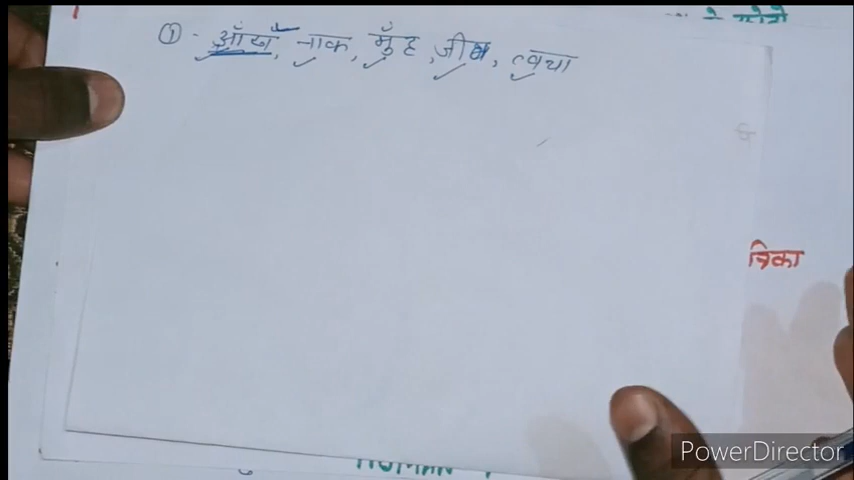 ① - आँख, नाक, मुँह, जीभ, त्वचा
त्रिका
PowerDirector